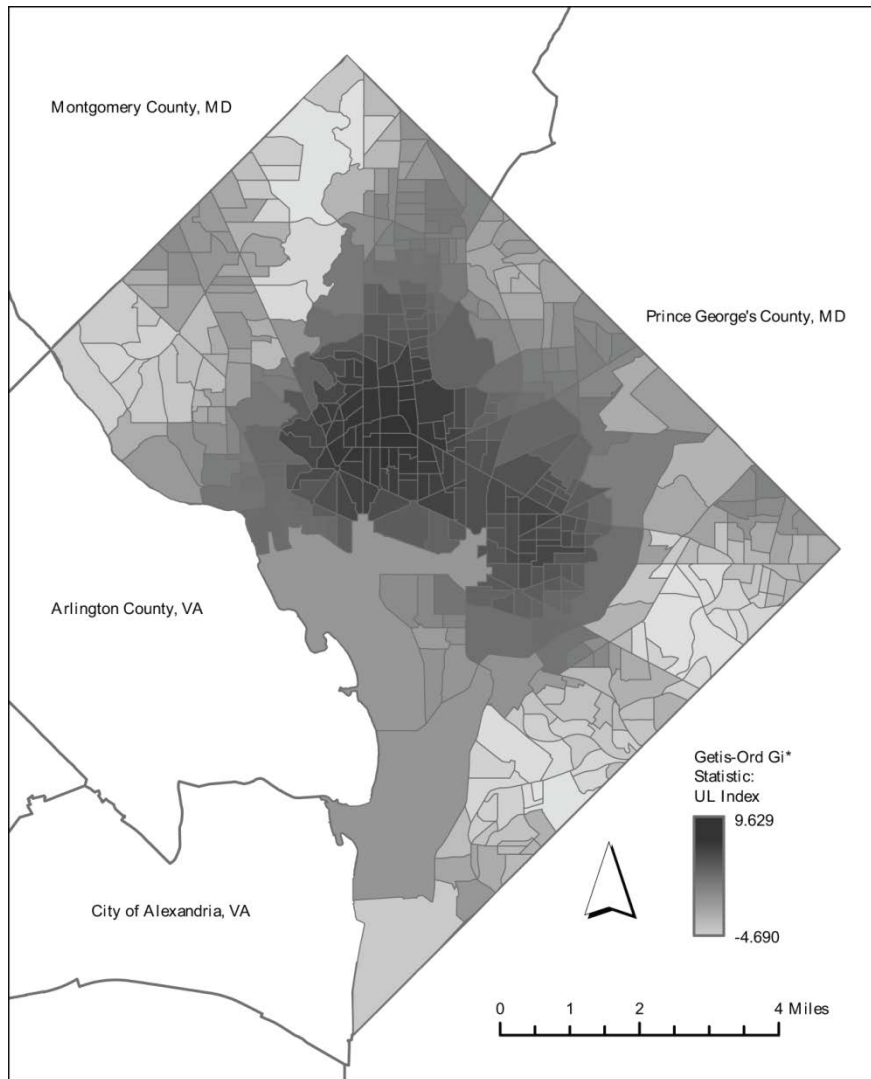 Montgomery County, MD
Prince George's County, MD
Arlington County, VA
City of Alexandria, VA
Getis-Ord Gi*
Statistic:
UL Index
9.629
-4.690
0 1 2 4 Miles